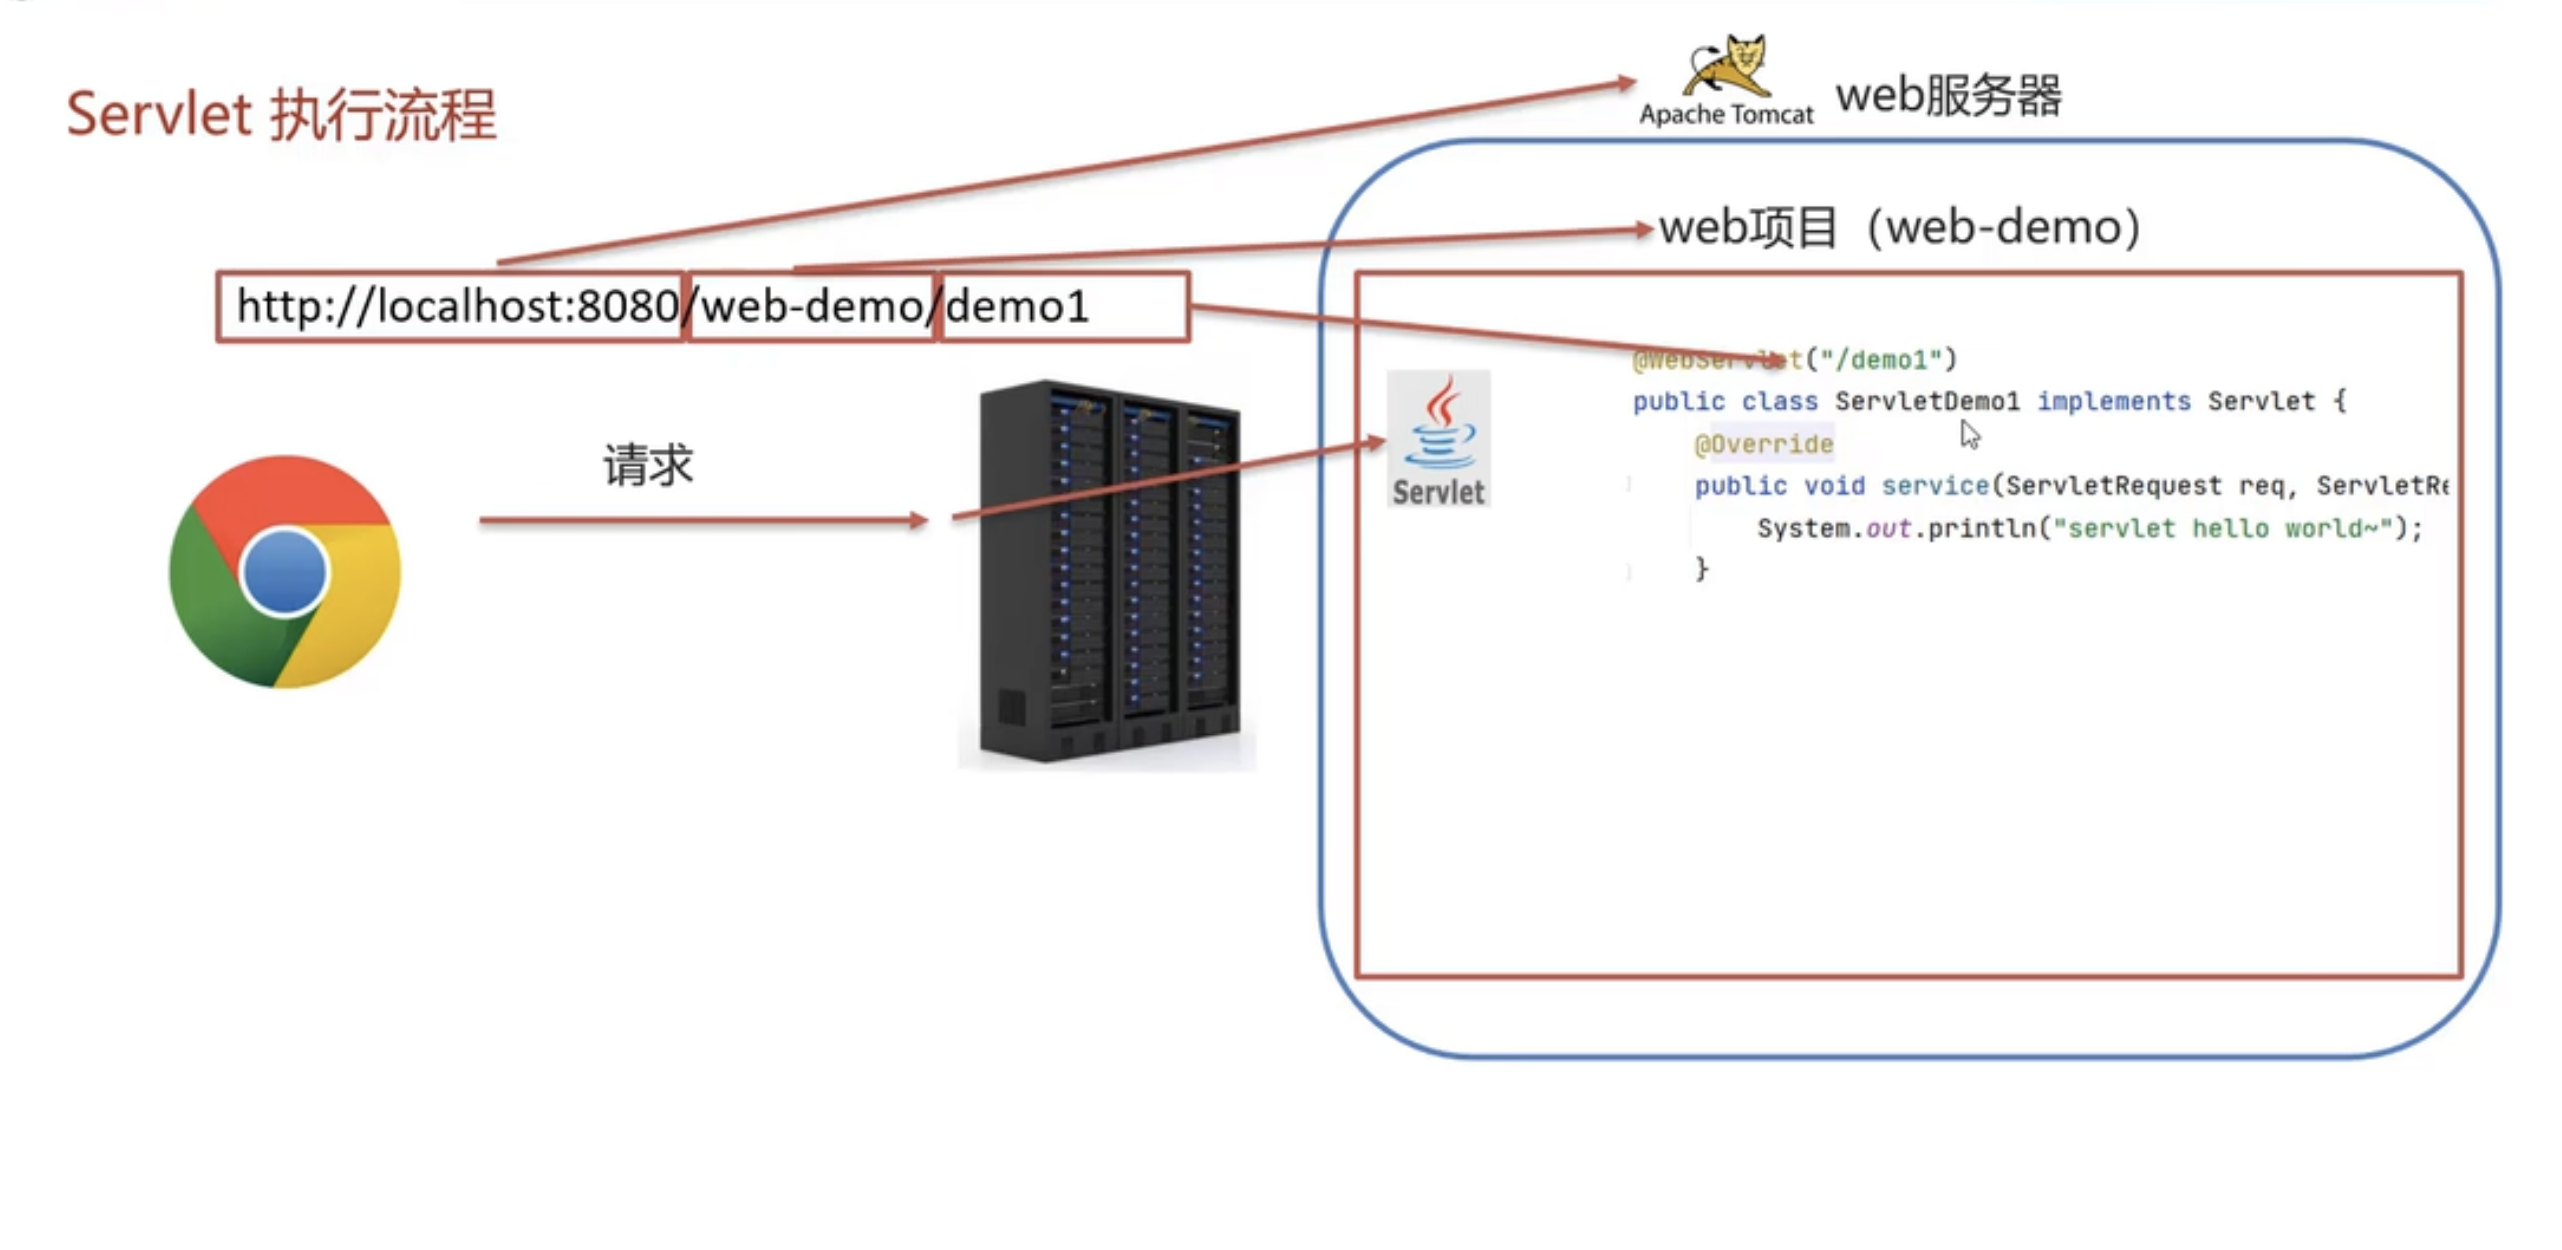 Servlet 执行流程
Apache Tomcat
web服务器
web项目（web-demo）
http://localhost:8080/web-demo/demo1
请求
Servlet
@WebServlet("/demo1")
public class ServletDemo1 implements Servlet {
@Override
public void service(ServletRequest req, ServletRe
System.out.println("servlet hello world~");
}